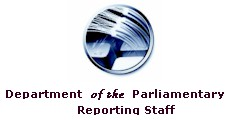 Department of the Parliamentary
Reporting Staff